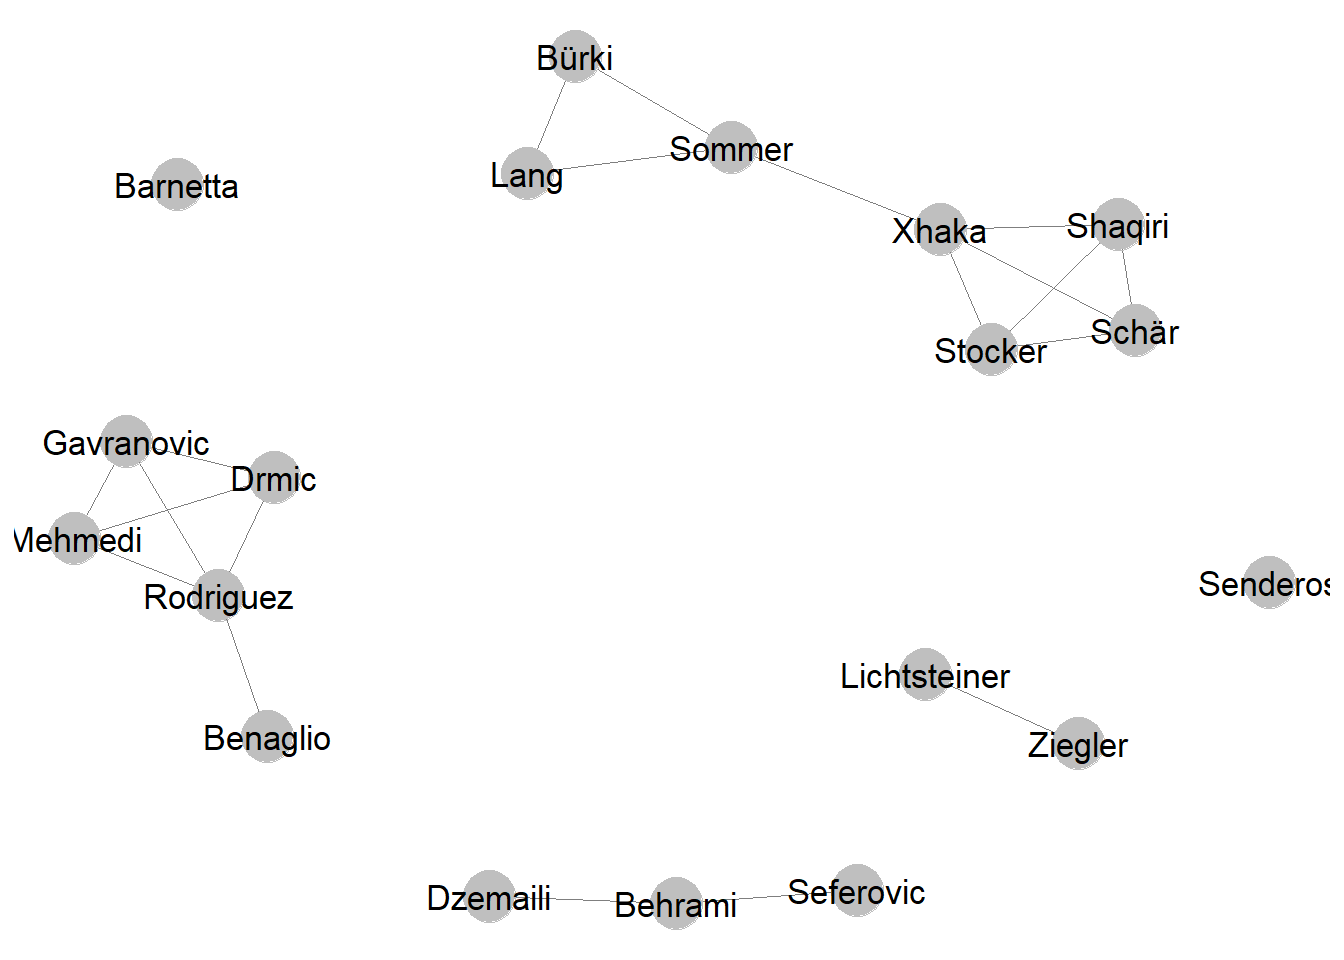 Bürki
Sommer
Lang
Barnetta
Xhaka
Shaqiri
Schär
Stocker
Gavranovic
Drmic
Mehmedi
Rodriguez
Senderos
Lichtsteiner
Benaglio
Ziegler
Dzemaili
Behrami
Seferovic